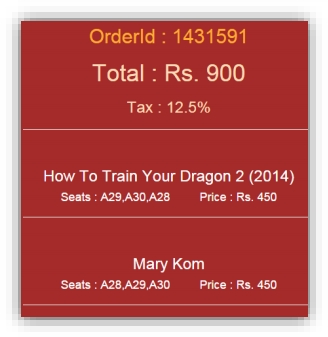 OrderId : 1431591
Total : Rs. 900
Tax : 12.5%
How To Train Your Dragon 2 (2014)
Seats : A29,A30,A28 Price : Rs. 450
Mary Kom
Seats : A28,A29,A30 Price : Rs. 450